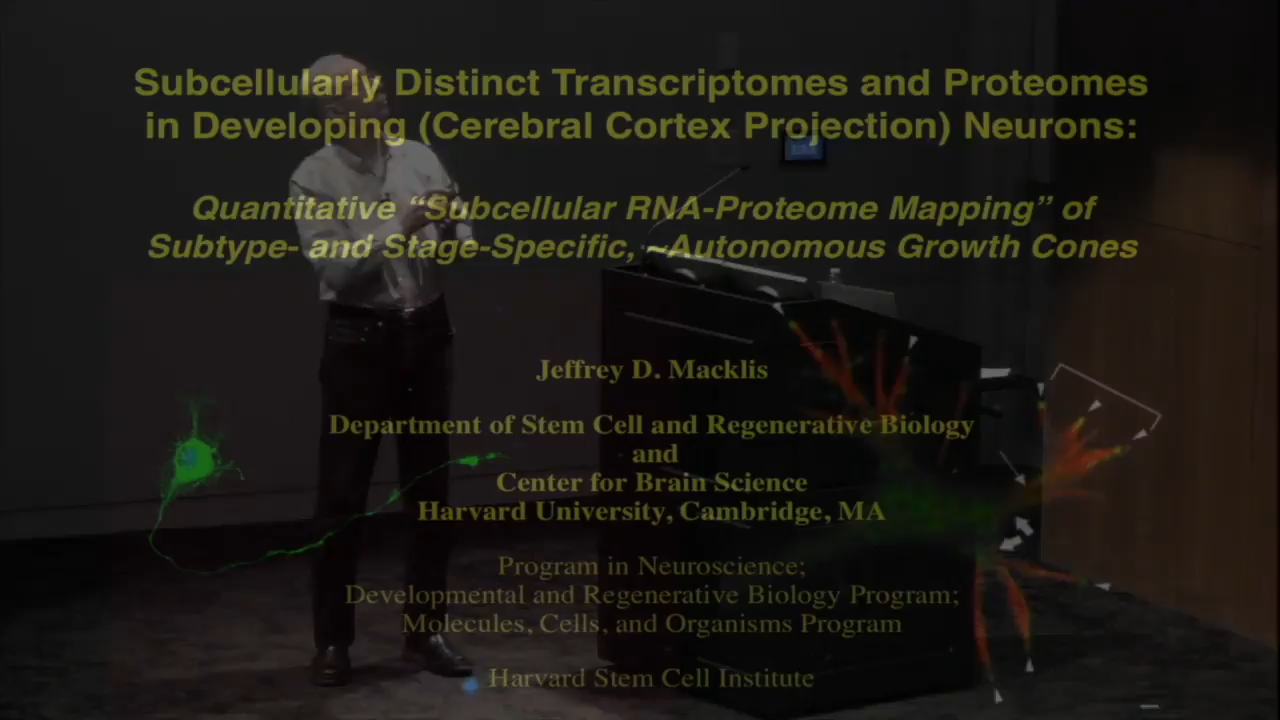 Subcellularly Distinct Transcriptomes and Proteomes
in Developing (Cerebral Cortex Projection) Neurons:
Quantitative “Subcellular RNA-Proteome Mapping” of
Subtype- and Stage-Specific, ~Autonomous Growth Cones
Jeffrey D. Macklis
Department of Stem Cell and Regenerative Biology
and
Center for Brain Science
Harvard University, Cambridge, MA
Program in Neuroscience;
Developmental and Regenerative Biology Program;
Molecules, Cells, and Organisms Program
Harvard Stem Cell Institute